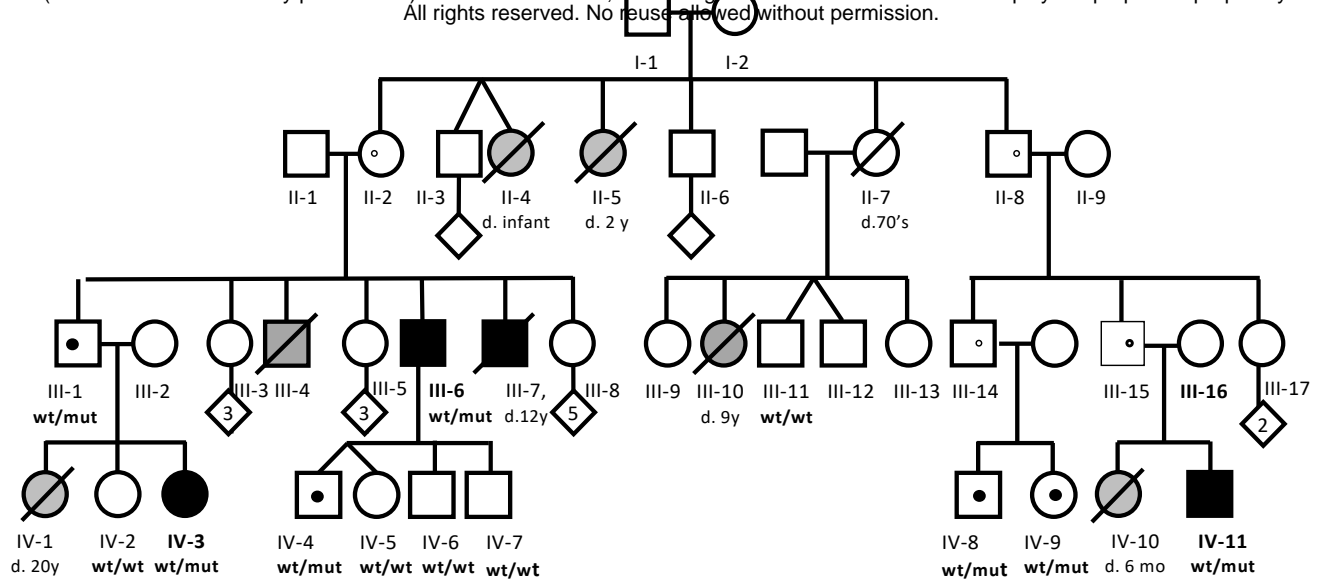 All rights reserved. No reuse allowed without permission.
I-1 I-2
II-1 II-2 II-3 II-4 II-5 II-6 II-7 II-8 II-9
d. infant d. 2 y d.70's
III-1 III-2 III-3 III-4 III-5 III-6 III-7, III-8 III-9 III-10 III-11 III-12 III-13 III-14 III-15 III-16 III-17
wt/mut 3 3 wt/mut d.12y 5 d. 9y wt/wt 2
IV-1 IV-2 IV-3 IV-4 IV-5 IV-6 IV-7 IV-8 IV-9 IV-10 IV-11
d. 20y wt/wt wt/mut wt/mut wt/wt wt/wt wt/wt wt/mut wt/mut d. 6 mo wt/mut